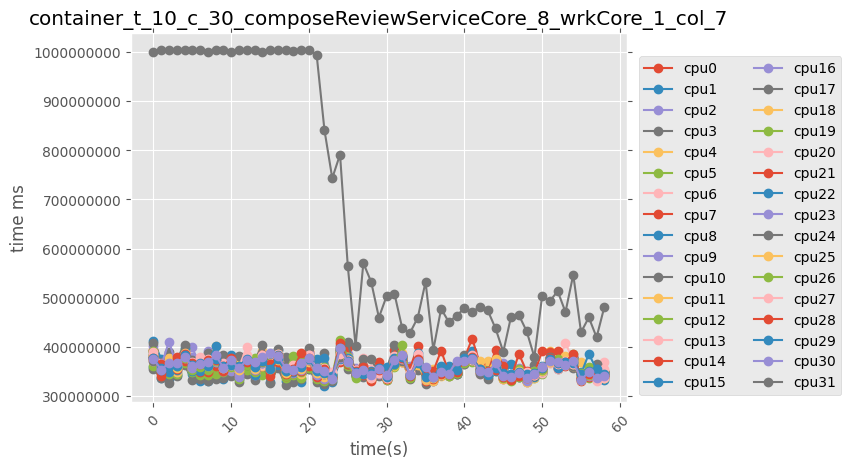 container_t_10_c_30_composeReviewServiceCore_8_wrkCore_1_col_7
1000000000
900000000
800000000
700000000
600000000
500000000
400000000
300000000
time ms
0
10
20
30
40
50
60
time(s)
cpu0
cpu1
cpu2
cpu3
cpu4
cpu5
cpu6
cpu7
cpu8
cpu9
cpu10
cpu11
cpu12
cpu13
cpu14
cpu15
cpu16
cpu17
cpu18
cpu19
cpu20
cpu21
cpu22
cpu23
cpu24
cpu25
cpu26
cpu27
cpu28
cpu29
cpu30
cpu31